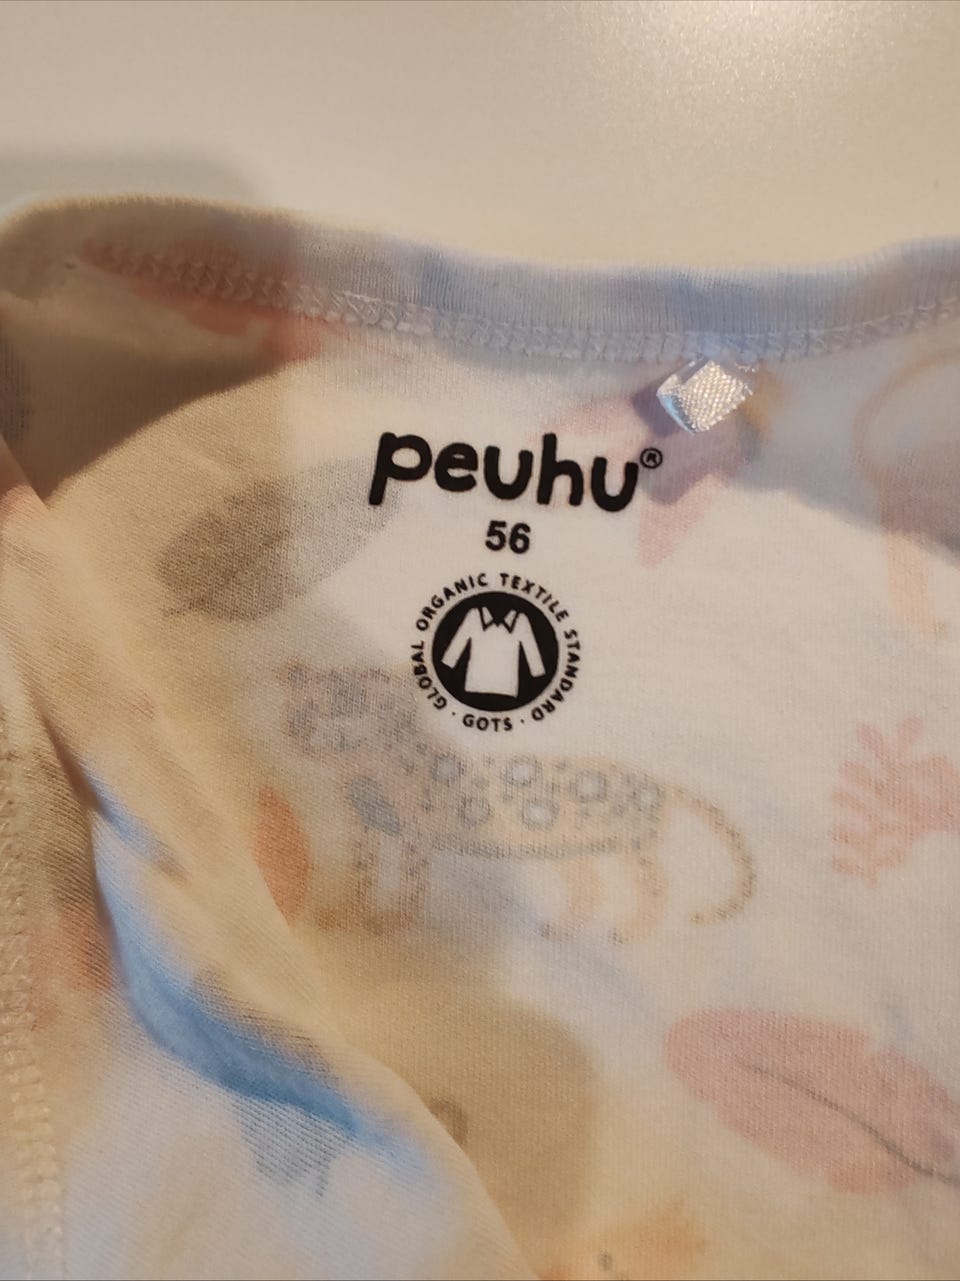 peuhu®
56
GLOBAL ORGANIC TEXTILE STANDARD
· GOTS ·